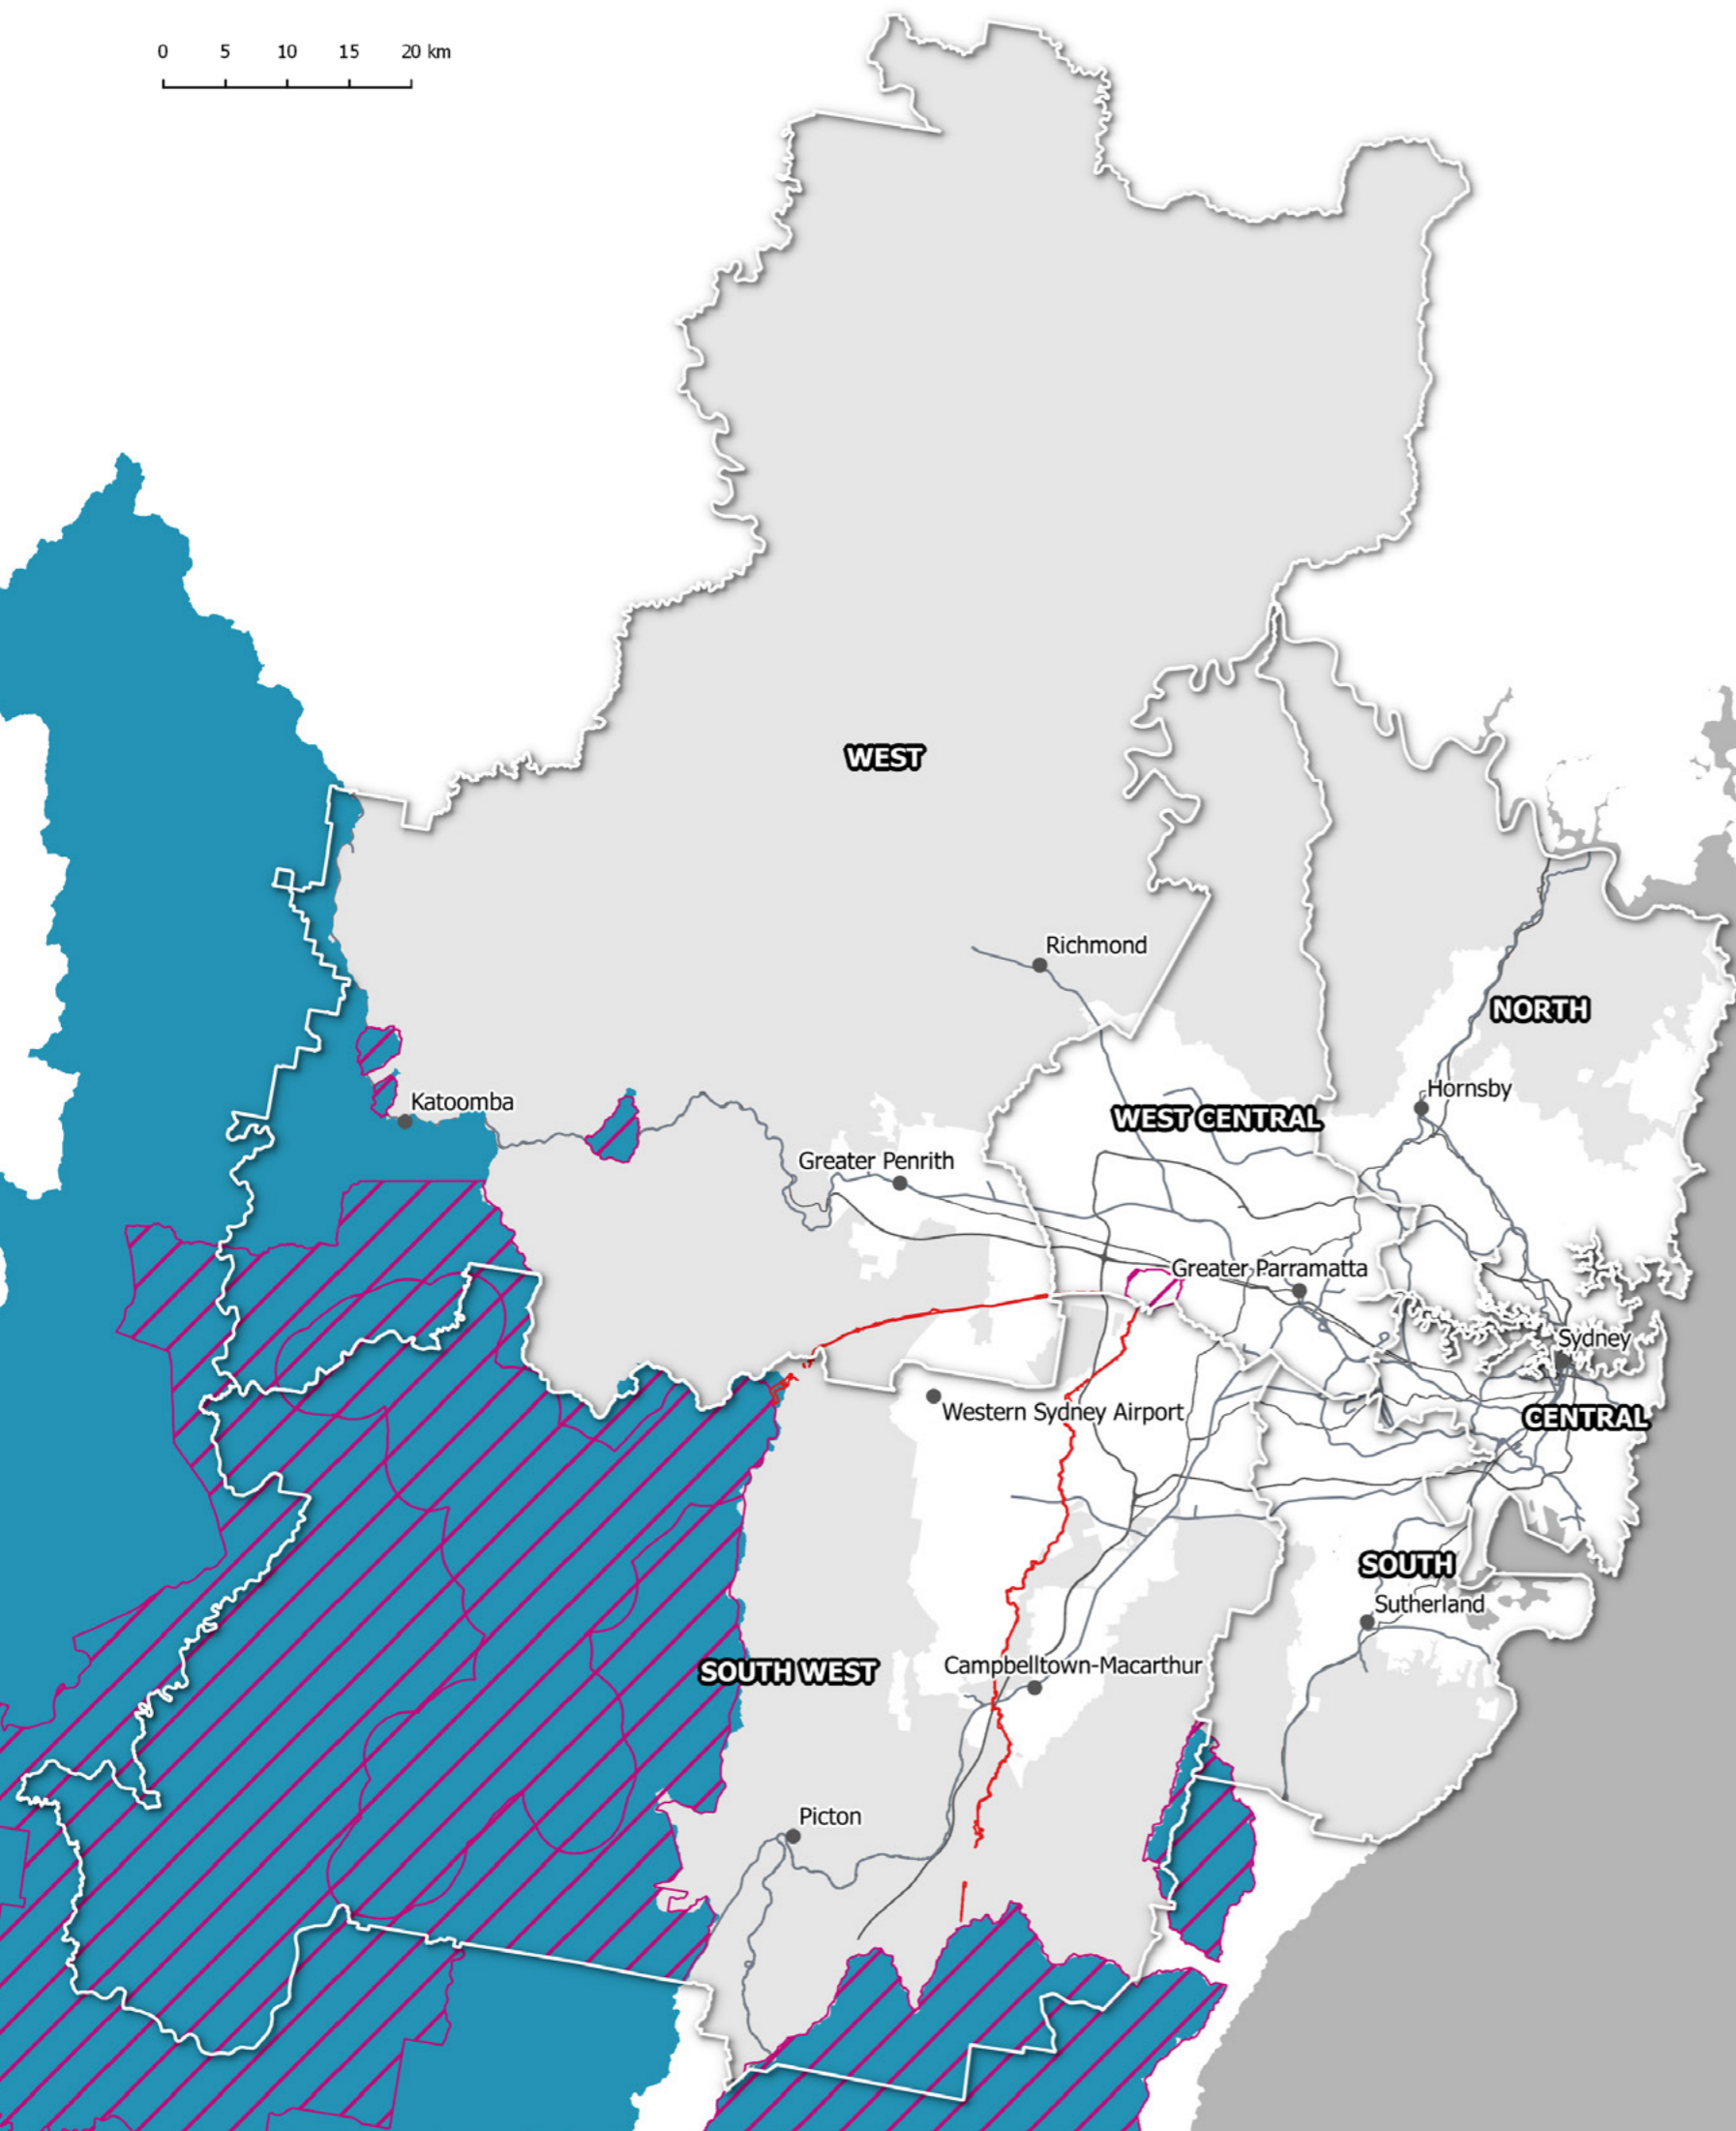 0 5 10 15 20 km
WEST
Richmond
NORTH
Hornsby
Katoomba
WEST CENTRAL
Greater Penrith
Greater Parramatta
Sydney
Western Sydney Airport
CENTRAL
SOUTH
Sutherland
Campbelltown-Macarthur
SOUTH WEST
Picton